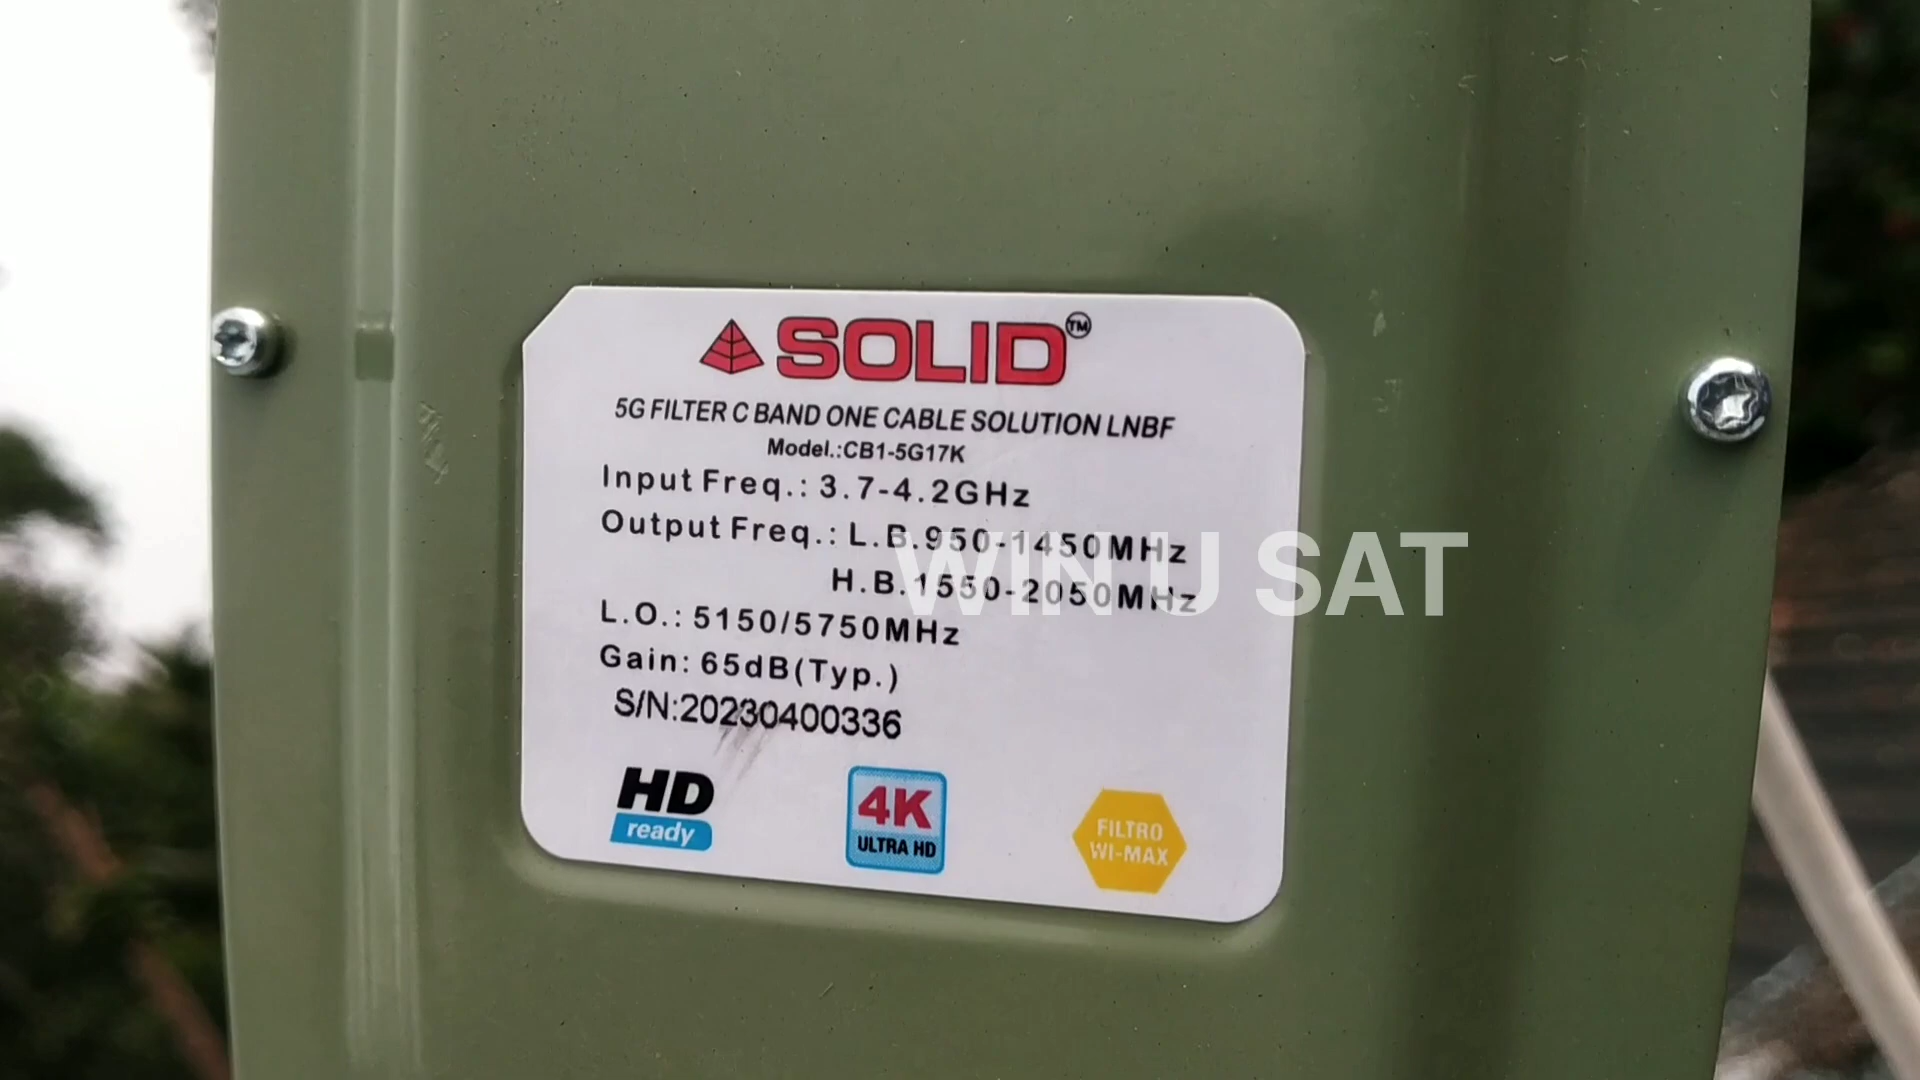 SOLID™
5G FILTER C BAND ONE CABLE SOLUTION LNBF
Model.:CB1-5G17K
Input Freq.: 3.7-4.2GHz
Output Freq.: L.B.950-1450MHz
H.B.1550-2050MHz
WIN U SAT
L.O.: 5150/5750MHz
Gain: 65dB(Typ.)
S/N:20230400336
HD
ready
4K
ULTRA HD
FILTRO
WI-MAX